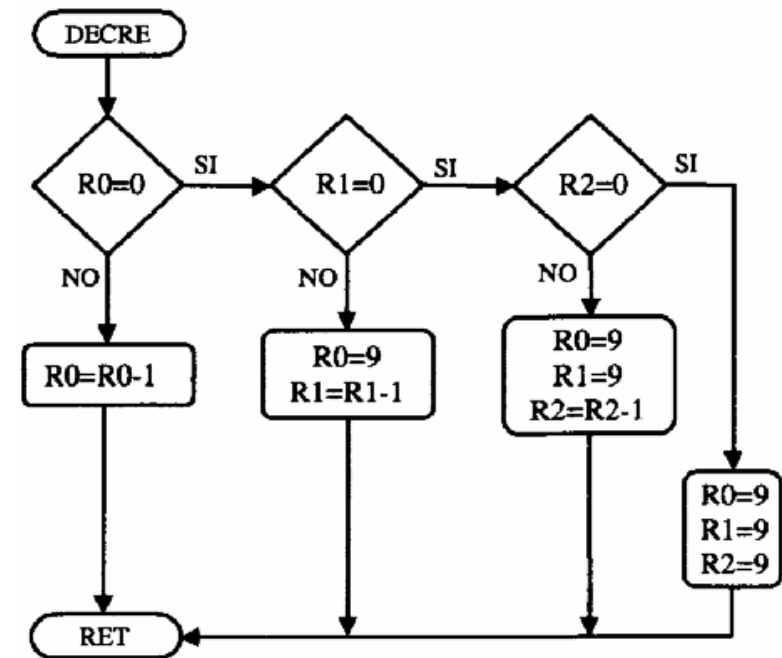 DECRE
R0=0
SI
R1=0
SI
R2=0
SI
NO
NO
NO
R0=R0-1
R0=9
R1=R1-1
R0=9
R1=9
R2=R2-1
R0=9
R1=9
R2=9
RET